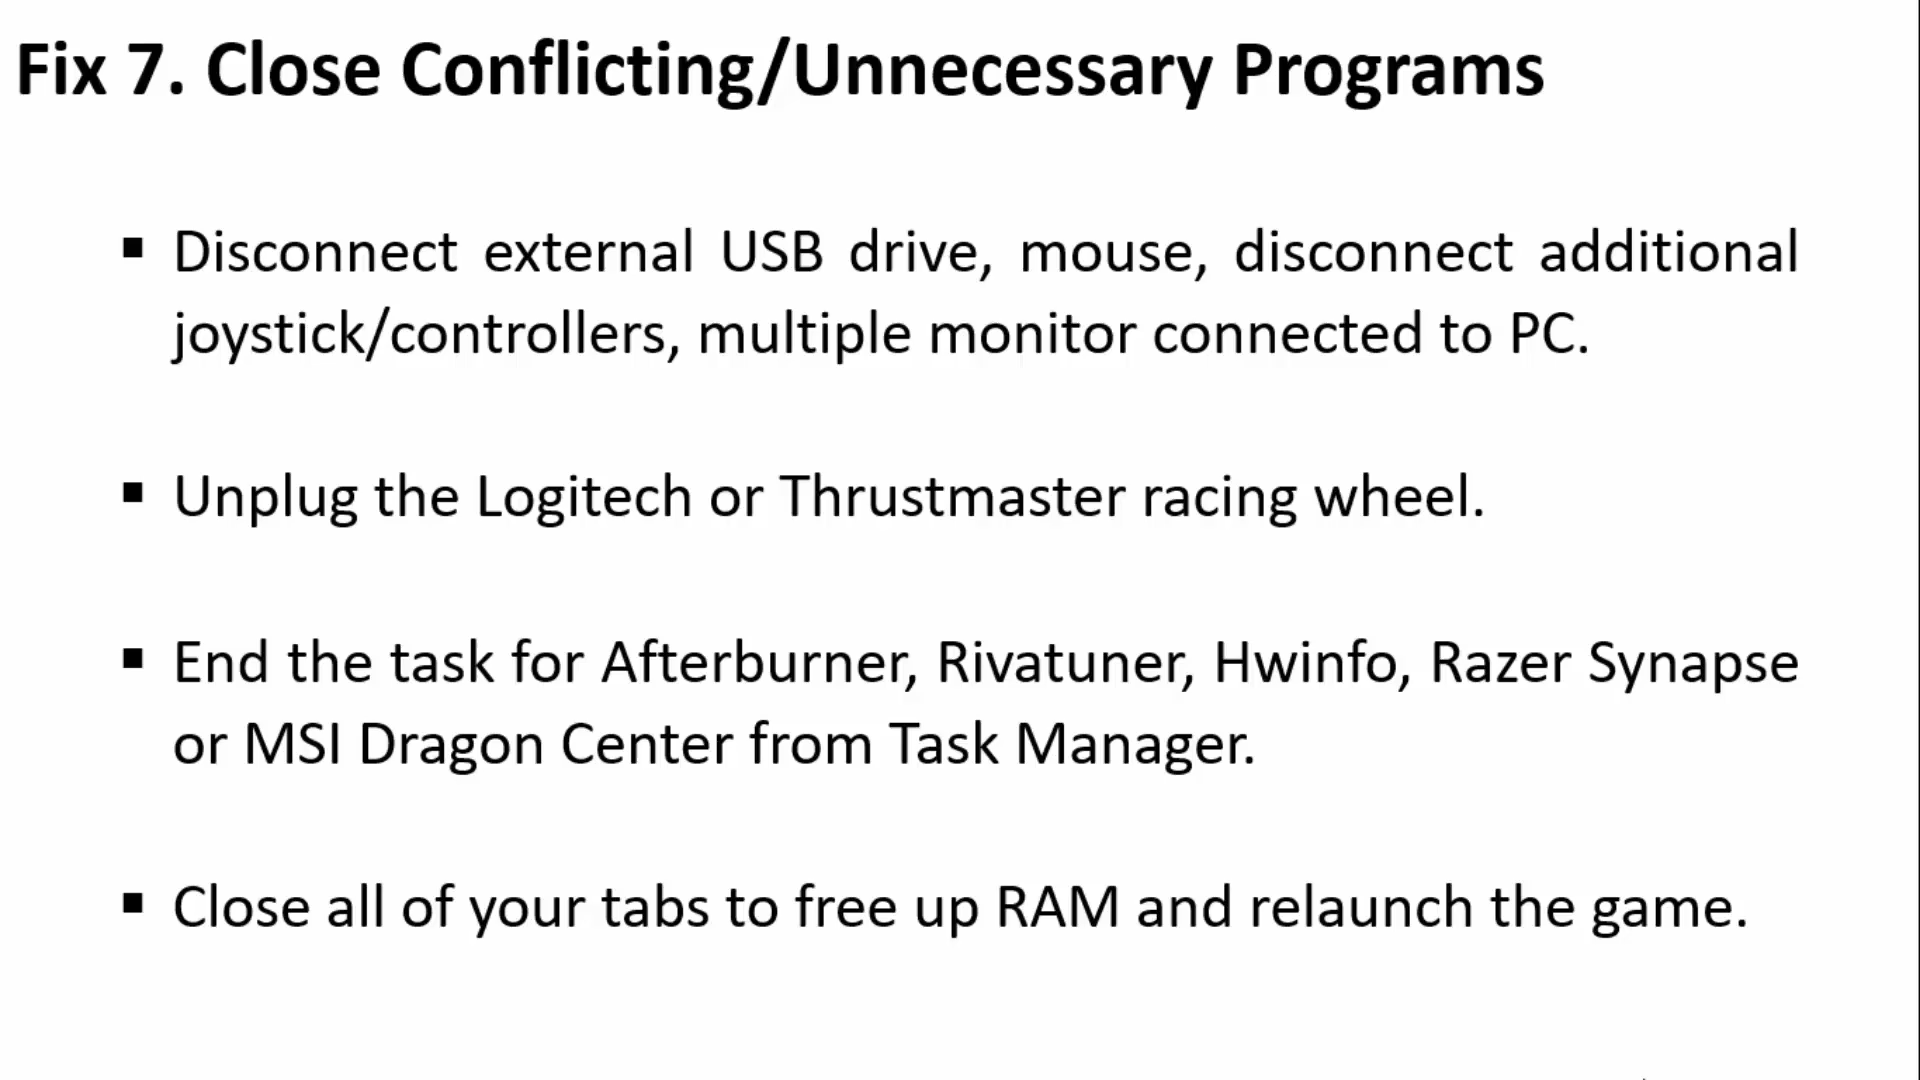 Fix 7. Close Conflicting/Unnecessary Programs
▪ Disconnect external USB drive, mouse, disconnect additional
joystick/controllers, multiple monitor connected to PC.
▪ Unplug the Logitech or Thrustmaster racing wheel.
▪ End the task for Afterburner, Rivatuner, Hwinfo, Razer Synapse
or MSI Dragon Center from Task Manager.
▪ Close all of your tabs to free up RAM and relaunch the game.